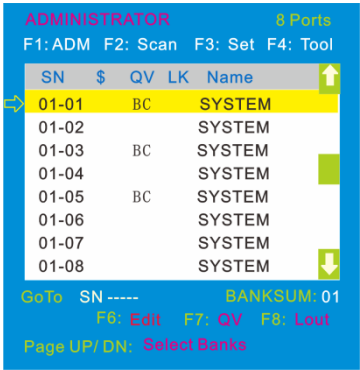 ADMINISTRATOR 8 Ports
F1: ADM F2: Scan F3: Set F4: Tool
SN $ QV LK Name
01-01 BC SYSTEM
01-02 SYSTEM
01-03 BC SYSTEM
01-04 SYSTEM
01-05 BC SYSTEM
01-06 SYSTEM
01-07 SYSTEM
01-08 SYSTEM
GoTo SN ----- BANKSUM: 01
F6: Edit F7: QV F8: Lout
Page UP/ DN: Select Banks